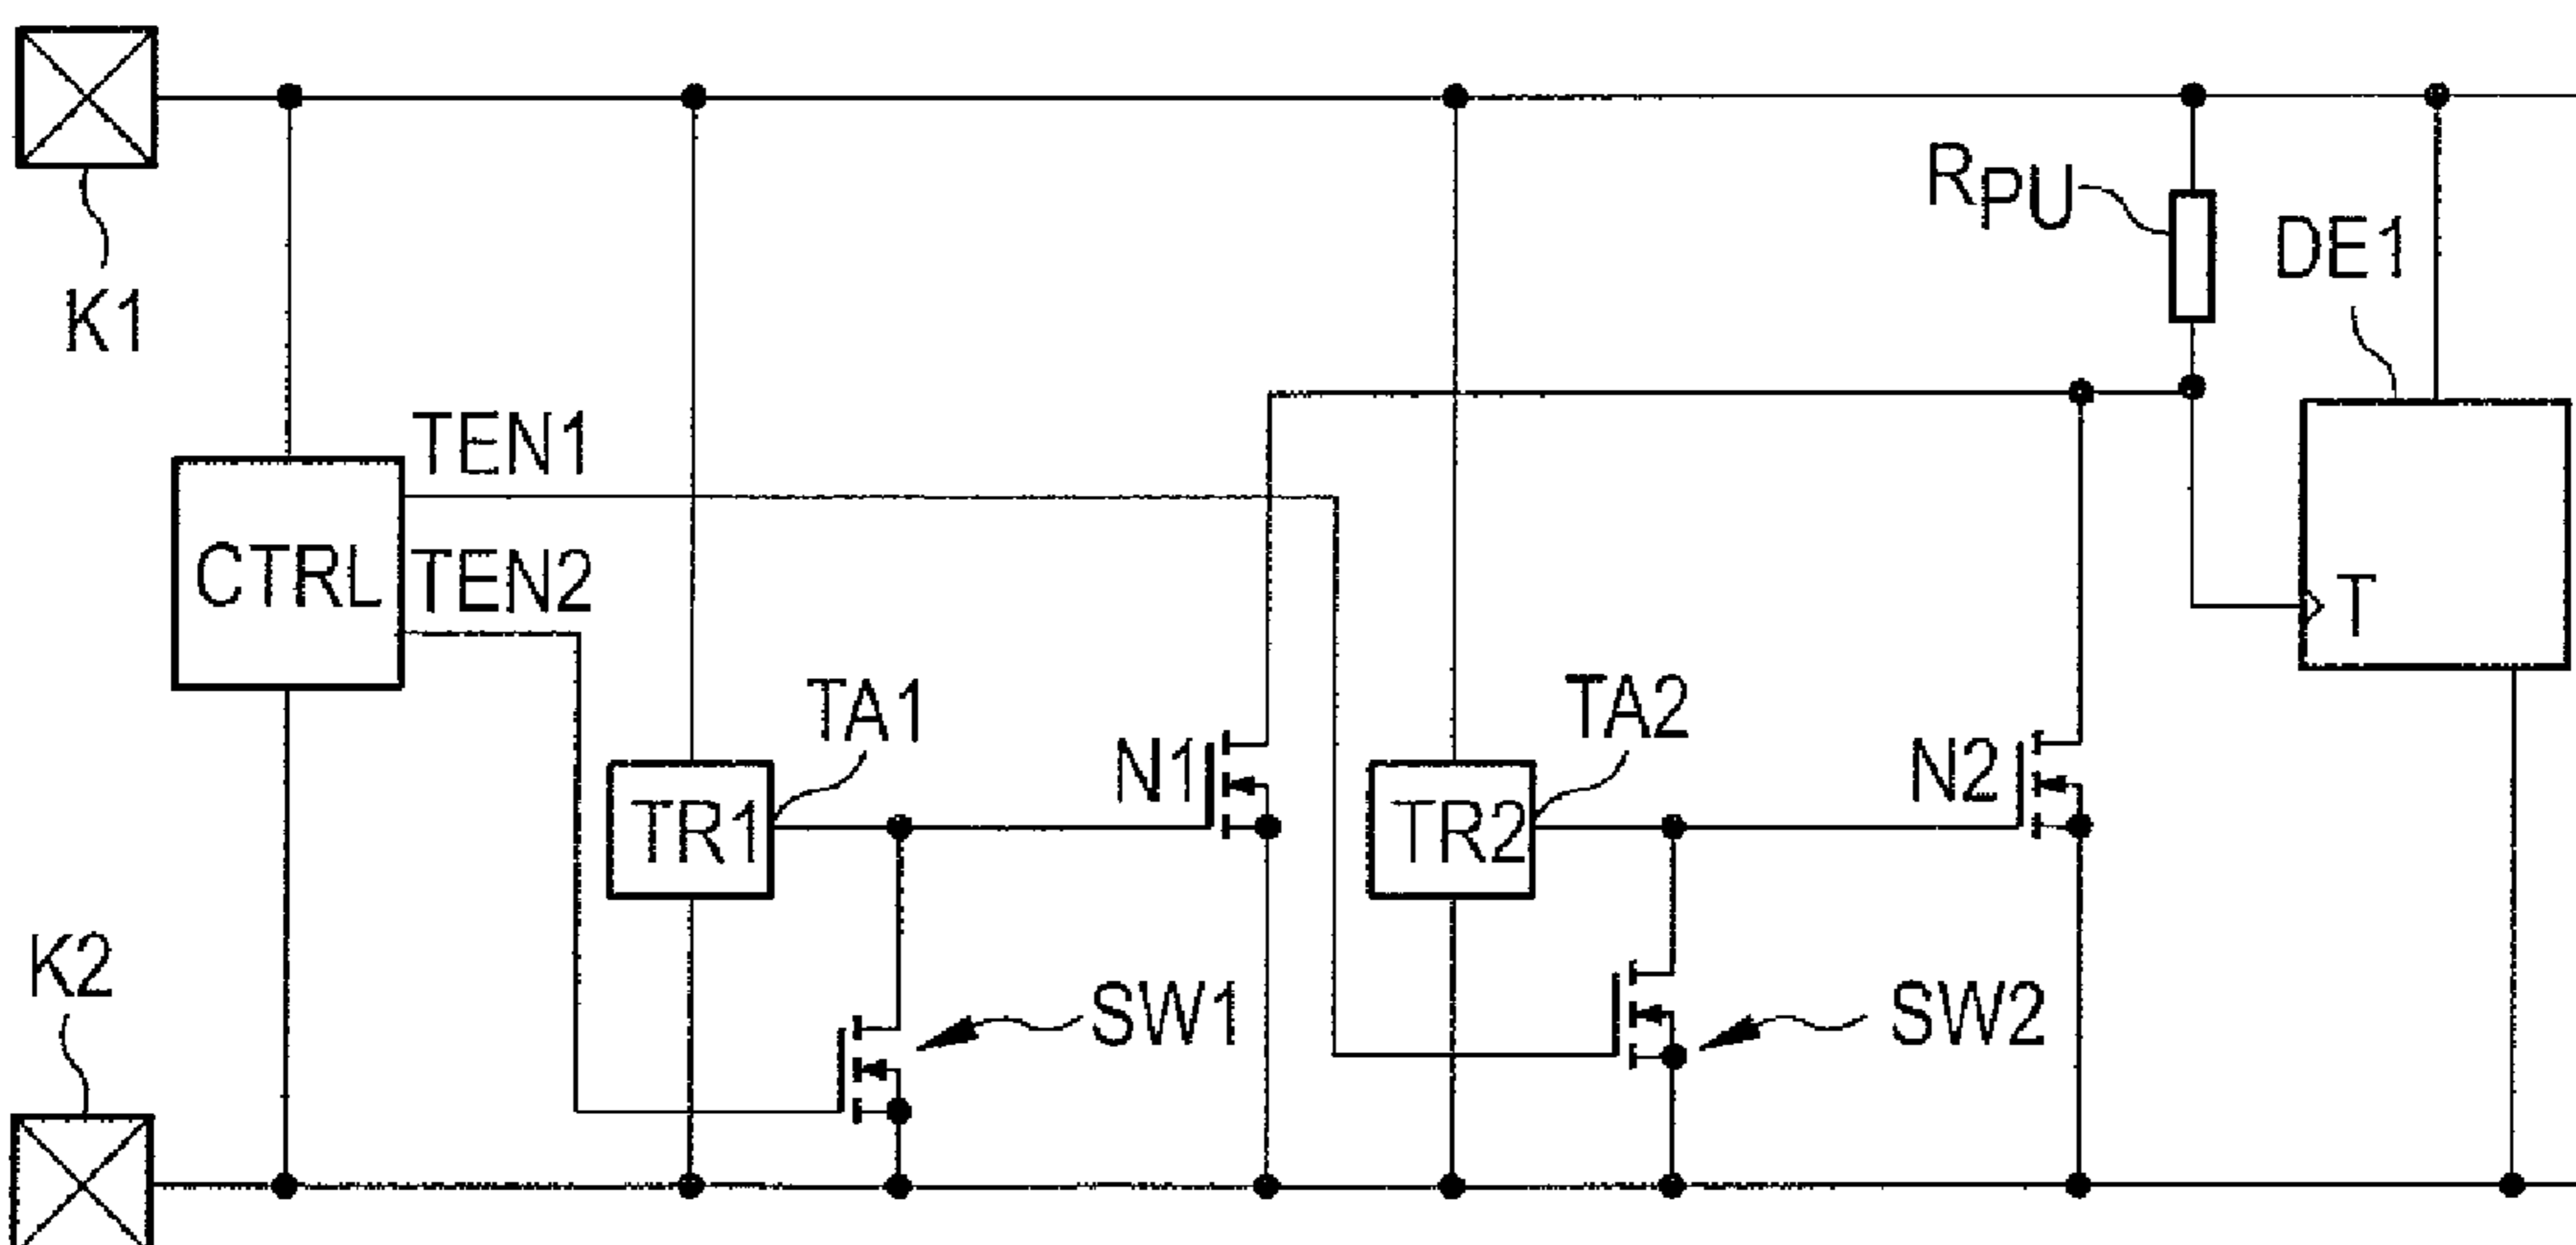 K1
RPU
DE1
TEN1
CTRL
TEN2
T
TA1
TA2
N1
N2
TR1
TR2
K2
SW1
SW2